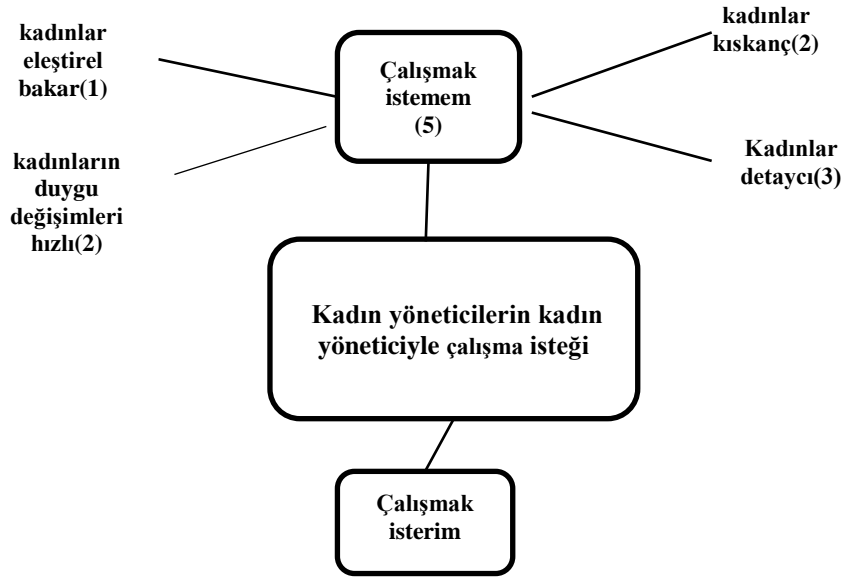 kadınlar
eleştirel
bakar(1)
Çalışmak
istemem
(5)
kadınlar
kıskanç(2)
kadınların
duygu
değişimleri
hızlı(2)
Kadınlar
detaycı(3)
Kadın yöneticilerin kadın
yöneticiyle çalışma isteği
Çalışmak
isterim